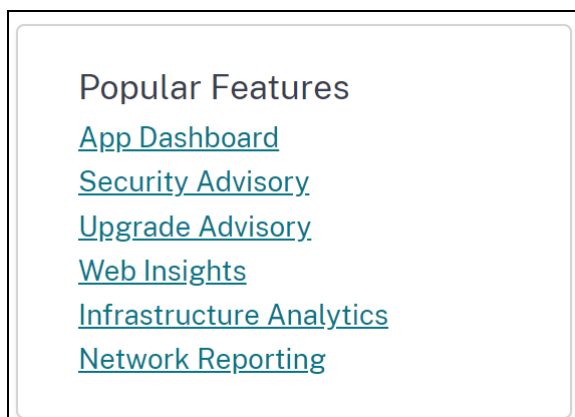 Popular Features
App Dashboard
Security Advisory
Upgrade Advisory
Web Insights
Infrastructure Analytics
Network Reporting